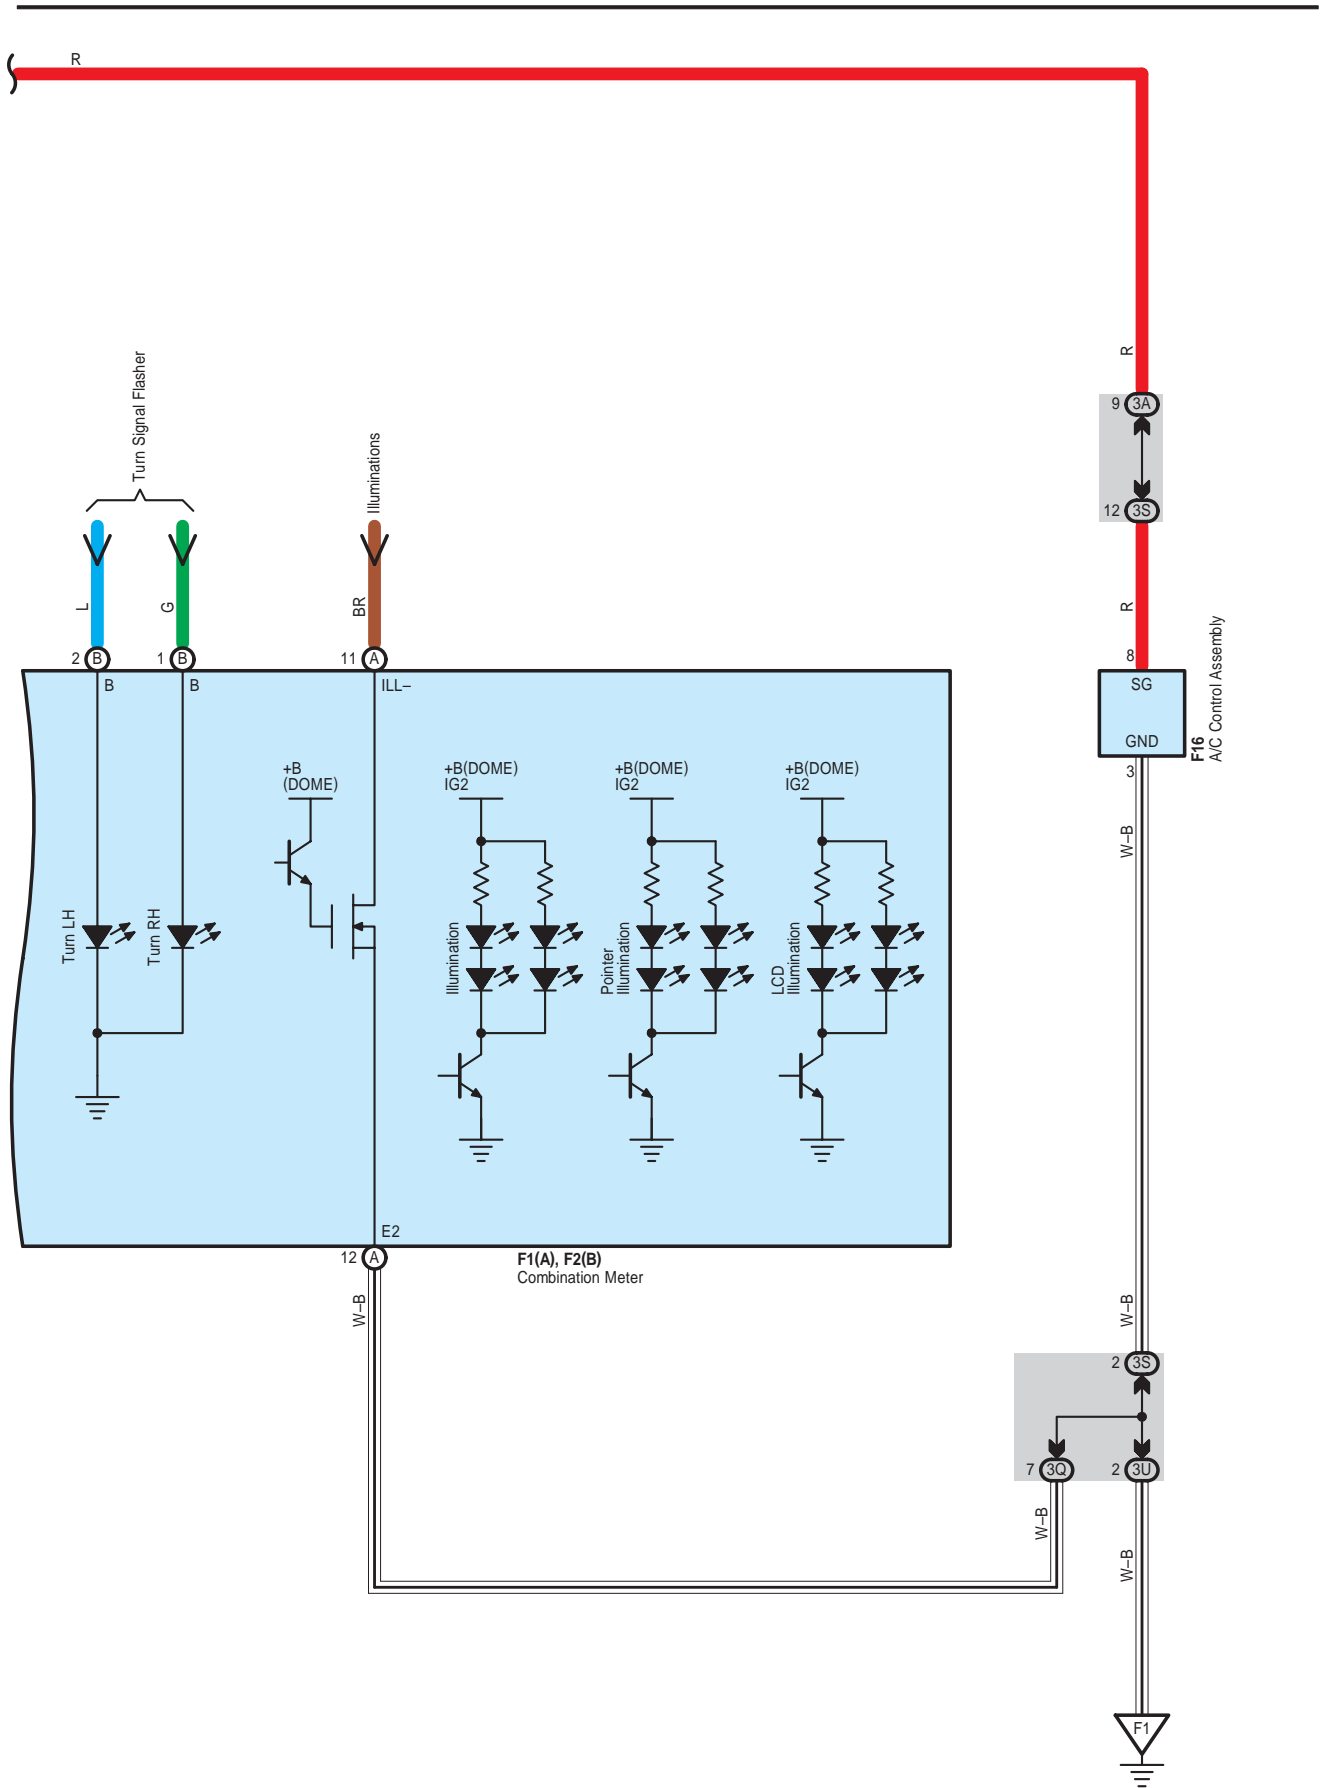 R
R
9 3A
12 3S
R
8
SG
GND
3
F16
A/C Control Assembly
W–B
Turn Signal Flasher
Illuminations
L
G
BR
2 B
1 B
11 A
B
B
ILL–
+B
(DOME)
+B(DOME)
IG2
+B(DOME)
IG2
+B(DOME)
IG2
Turn LH
Turn RH
Illumination
Pointer
Illumination
LCD
Illumination
E2
12 A
F1(A), F2(B)
Combination Meter
W–B
W–B
2 3S
7 3Q
2 3U
W–B
W–B
F1